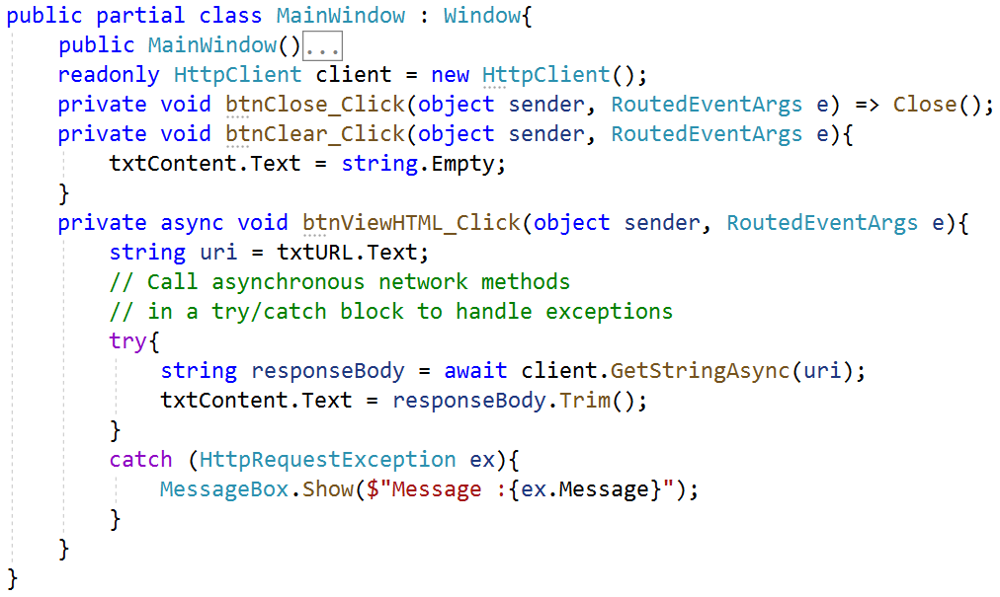 public partial class MainWindow : Window{
    public MainWindow()...
    readonly HttpClient client = new HttpClient();
    private void btnClose_Click(object sender, RoutedEventArgs e) => Close();
    private void btnClear_Click(object sender, RoutedEventArgs e){
        txtContent.Text = string.Empty;
    }
    private async void btnViewHTML_Click(object sender, RoutedEventArgs e){
        string uri = txtURL.Text;
        // Call asynchronous network methods
        // in a try/catch block to handle exceptions
        try{
            string responseBody = await client.GetStringAsync(uri);
            txtContent.Text = responseBody.Trim();
        }
        catch (HttpRequestException ex){
            MessageBox.Show($"Message :{ex.Message}");
        }
    }
}